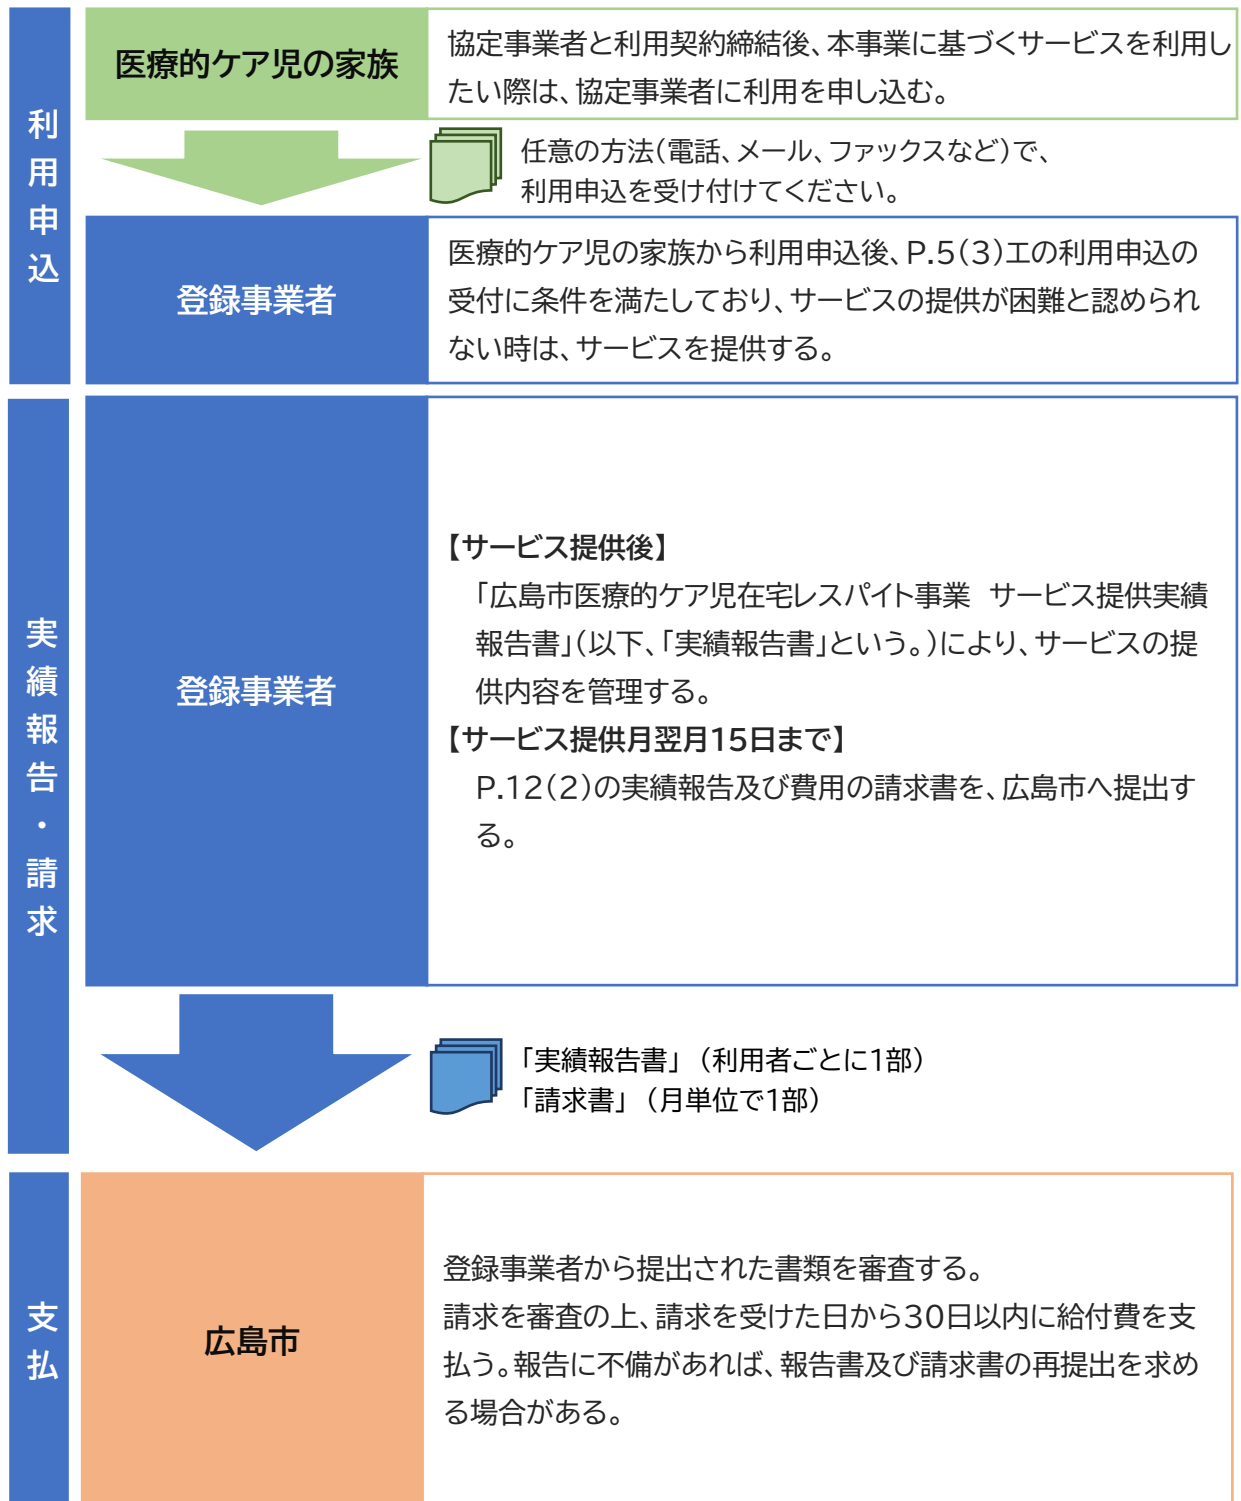 利用申込
医療的ケア児の家族
協定事業者と利用契約締結後、本事業に基づくサービスを利用し
たい際は、協定事業者に利用を申し込む。
任意の方法(電話、メール、ファックスなど)で、
利用申込を受け付けてください。
登録事業者
医療的ケア児の家族から利用申込後、P.5(3)エの利用申込の
受付に条件を満たしており、サービスの提供が困難と認められ
ない時は、サービスを提供する。
実績報告・請求
登録事業者
【サービス提供後】
「広島市医療的ケア児在宅レスパイト事業　サービス提供実績
報告書」(以下、「実績報告書」という。)により、サービスの提
供内容を管理する。
【サービス提供月翌月15日まで】
P.12(2)の実績報告及び費用の請求書を、広島市へ提出す
る。
「実績報告書」(利用者ごとに1部)
「請求書」(月単位で1部)
支払
広島市
登録事業者から提出された書類を審査する。
請求を審査の上、請求を受けた日から30日以内に給付費を支
払う。報告に不備があれば、報告書及び請求書の再提出を求め
る場合がある。